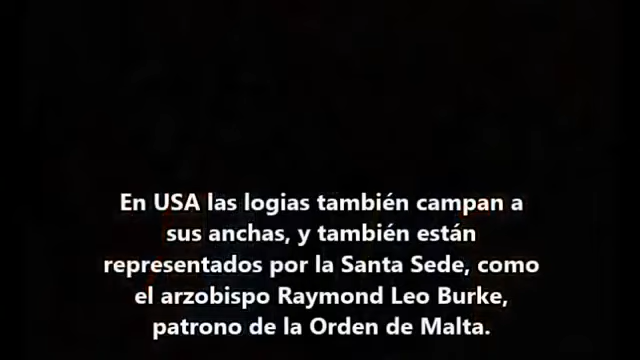 En USA las logias también campan a
sus anchas, y también están
representados por la Santa Sede, como
el arzobispo Raymond Leo Burke,
patrono de la Orden de Malta.